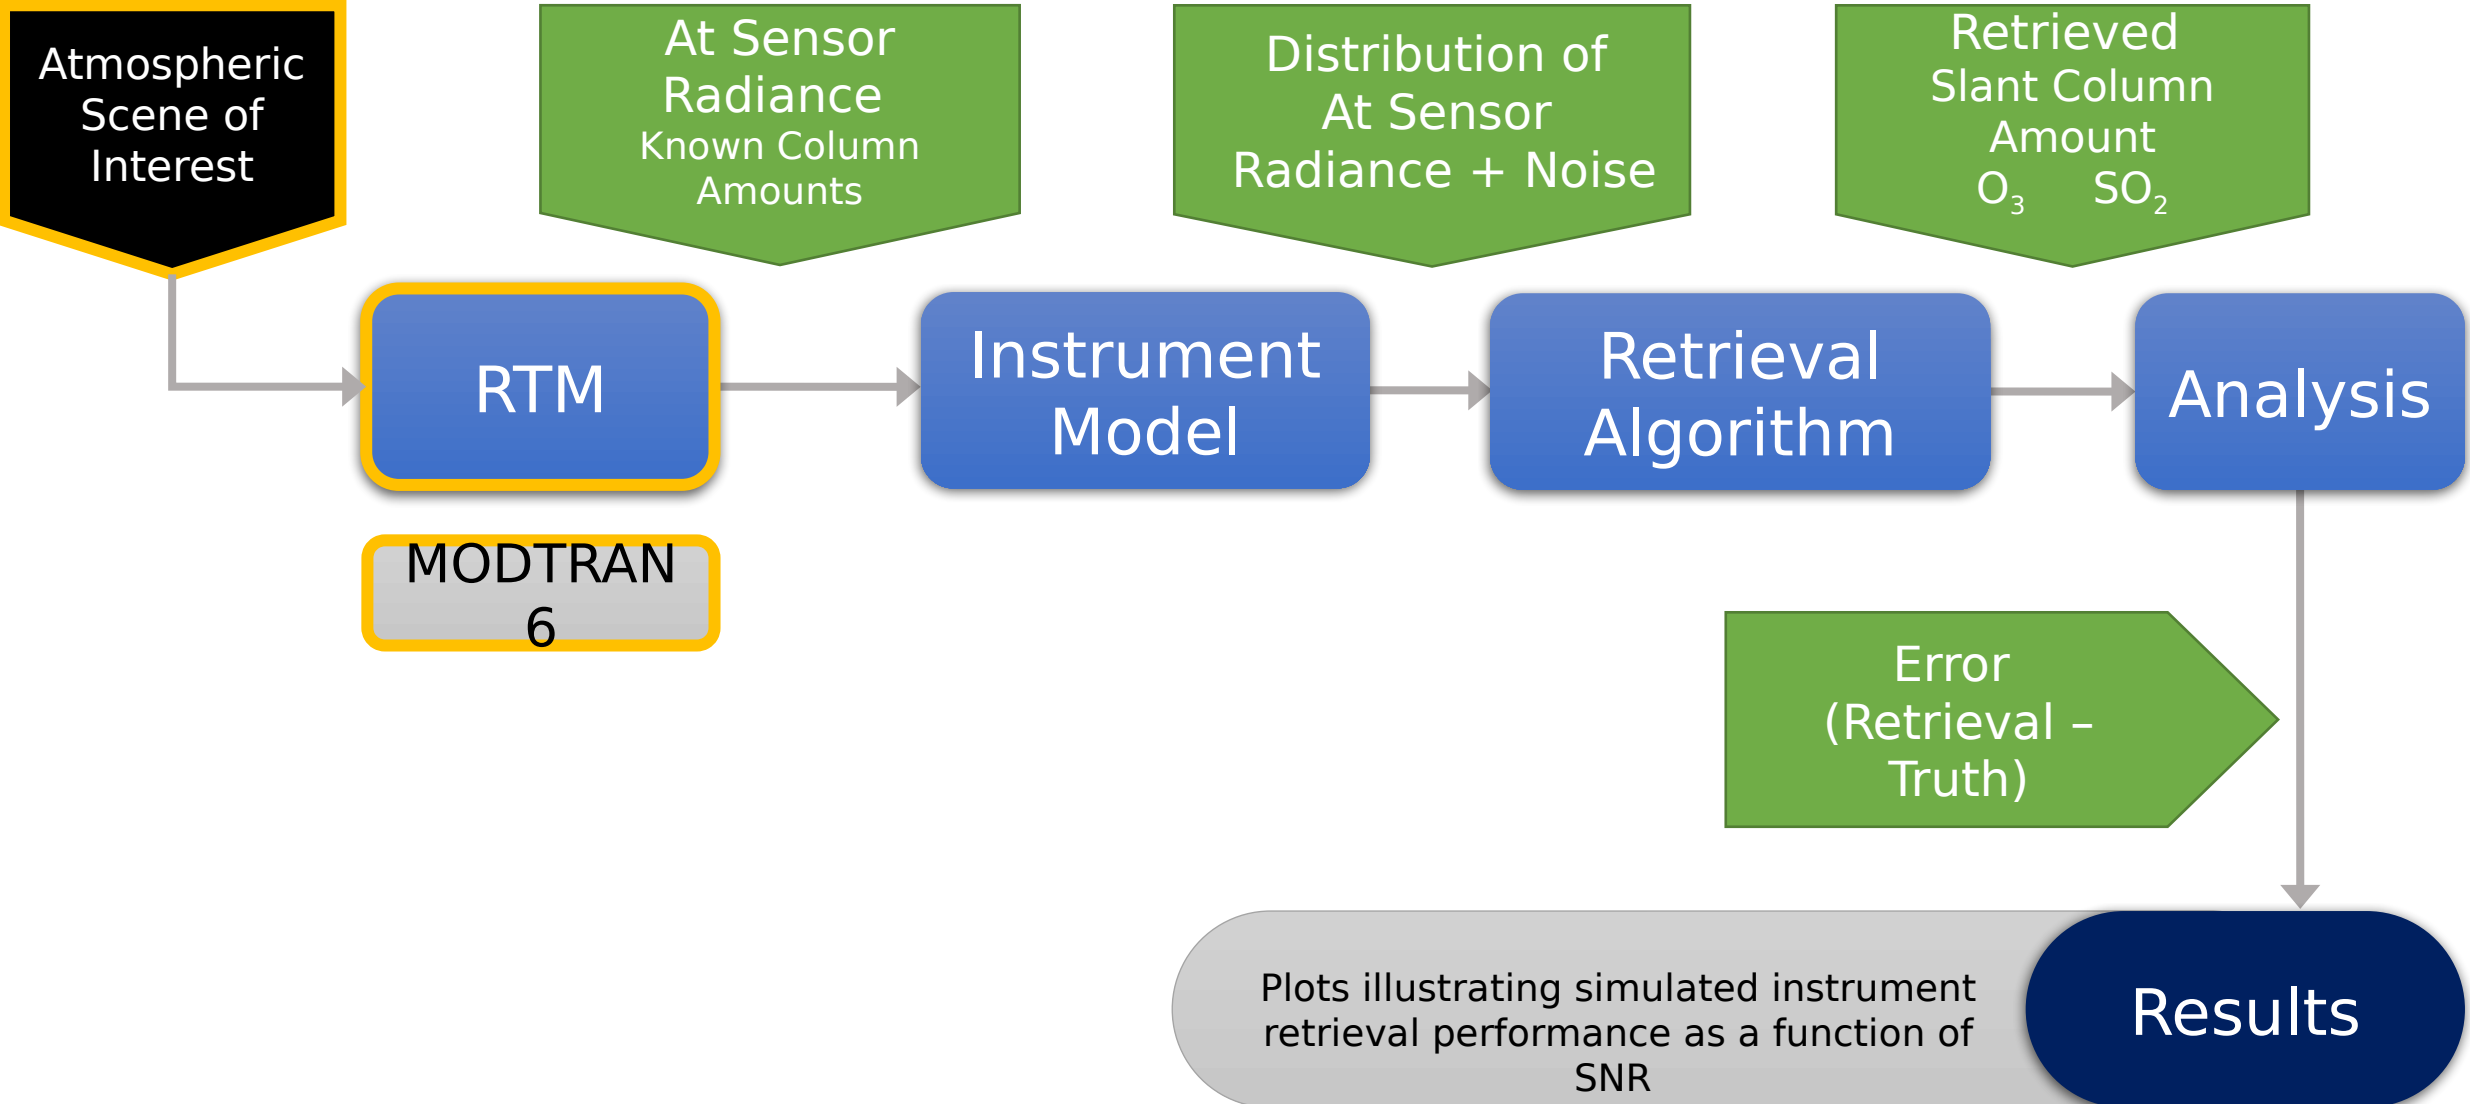 Atmospheric
Scene of
Interest
At Sensor
Radiance
Known Column
Amounts
Distribution of
At Sensor
Radiance + Noise
Retrieved
Slant Column
Amount
O3 SO2
RTM
Instrument
Model
Retrieval
Algorithm
Analysis
MODTRAN
6
Error
(Retrieval –
Truth)
Plots illustrating simulated instrument
retrieval performance as a function of
SNR
Results